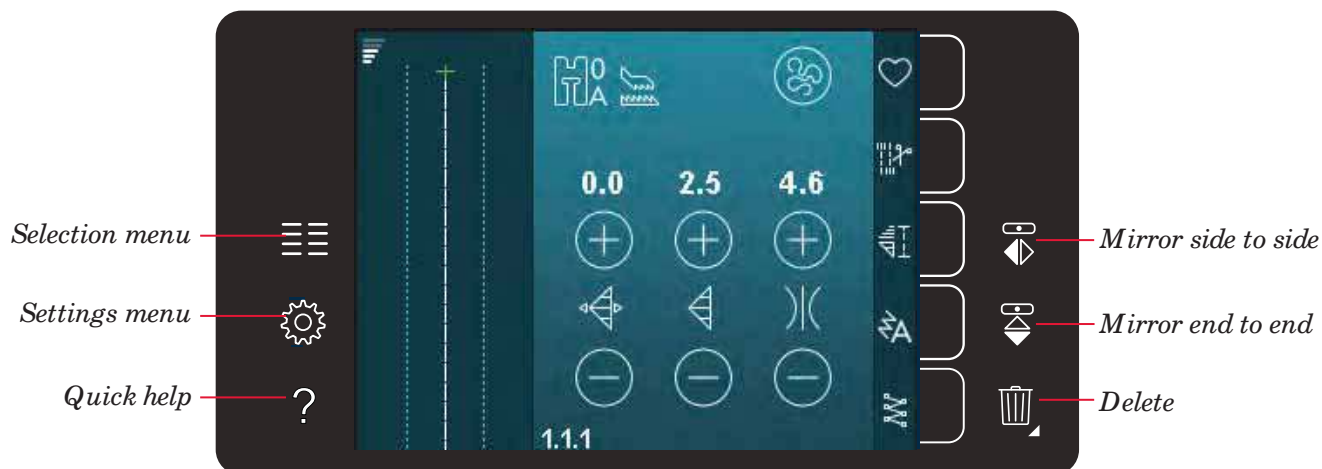 0
A
0.0 2.5 4.6
Selection menu
Mirror side to side
Settings menu
Mirror end to end
A
Quick help
?
Delete
1.1.1